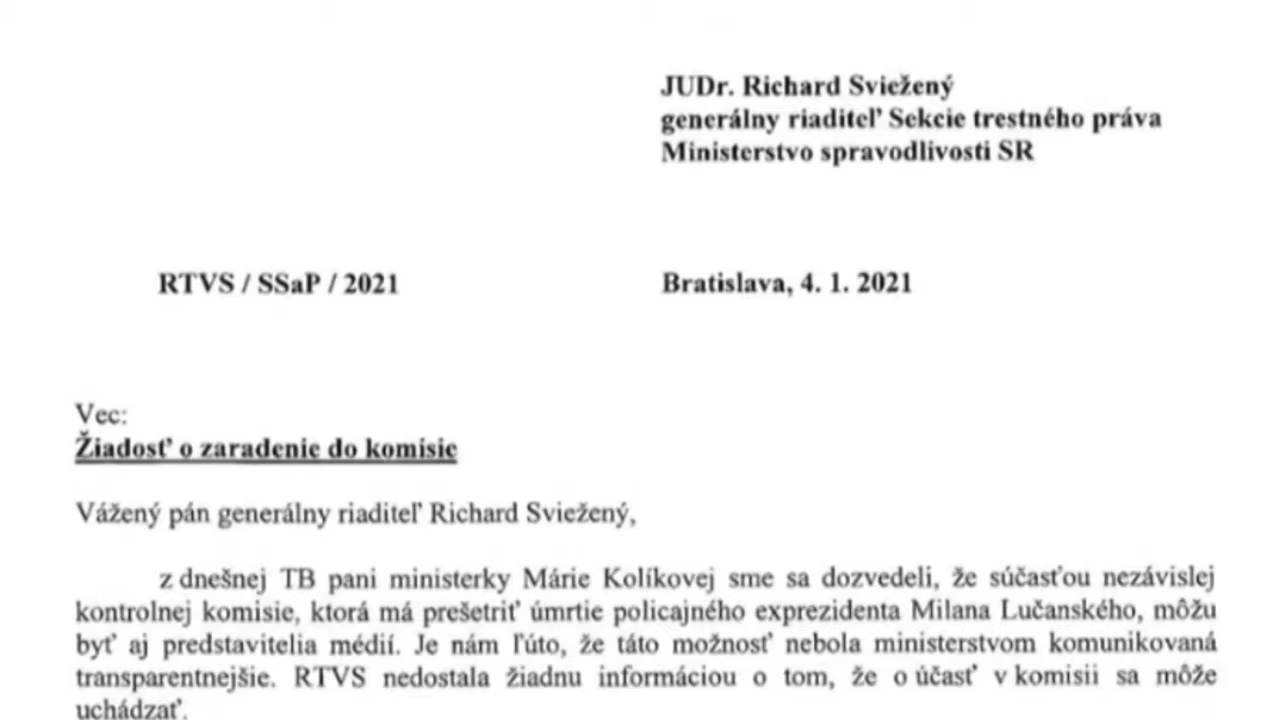 JUDr. Richard Sviežený
generálny riaditeľ Sekcie trestného práva
Ministerstvo spravodlivosti SR
RTVS / SSaP / 2021
Bratislava, 4. 1. 2021
Vec:
Žiadosť o zaradenie do komisie
Vážený pán generálny riaditeľ Richard Sviežený,
z dnešnej TB pani ministerky Márie Kolíkovej sme sa dozvedeli, že súčasťou nezávislej
kontrolnej komisie, ktorá má prešetriť úmrtie policajného exprezidenta Milana Lučanského, môžu
byť aj predstavitelia médií. Je nám ľúto, že táto možnosť nebola ministerstvom komunikovaná
transparentnejšie. RTVS nedostala žiadnu informáciou o tom, že o účasť v komisii sa môže
uchádzať.